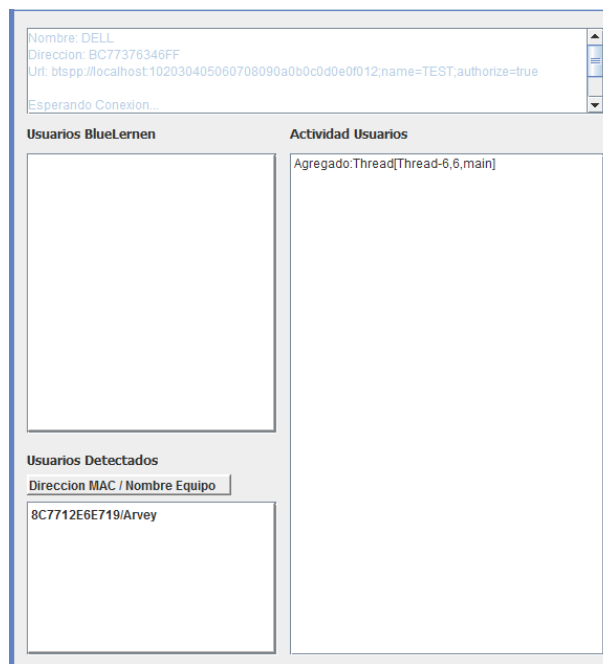 Nombre: DELL
Direccion: BC77376346FF
Url: btspp://localhost:102030405060708090a0b0c0d0e0f012;name=TEST;authorize=true
Esperando Conexion...
Usuarios BlueLernen
Actividad Usuarios
Agregado:Thread[Thread-6,6,main]
Usuarios Detectados
Direccion MAC / Nombre Equipo
8C7712E6E719/Arvey